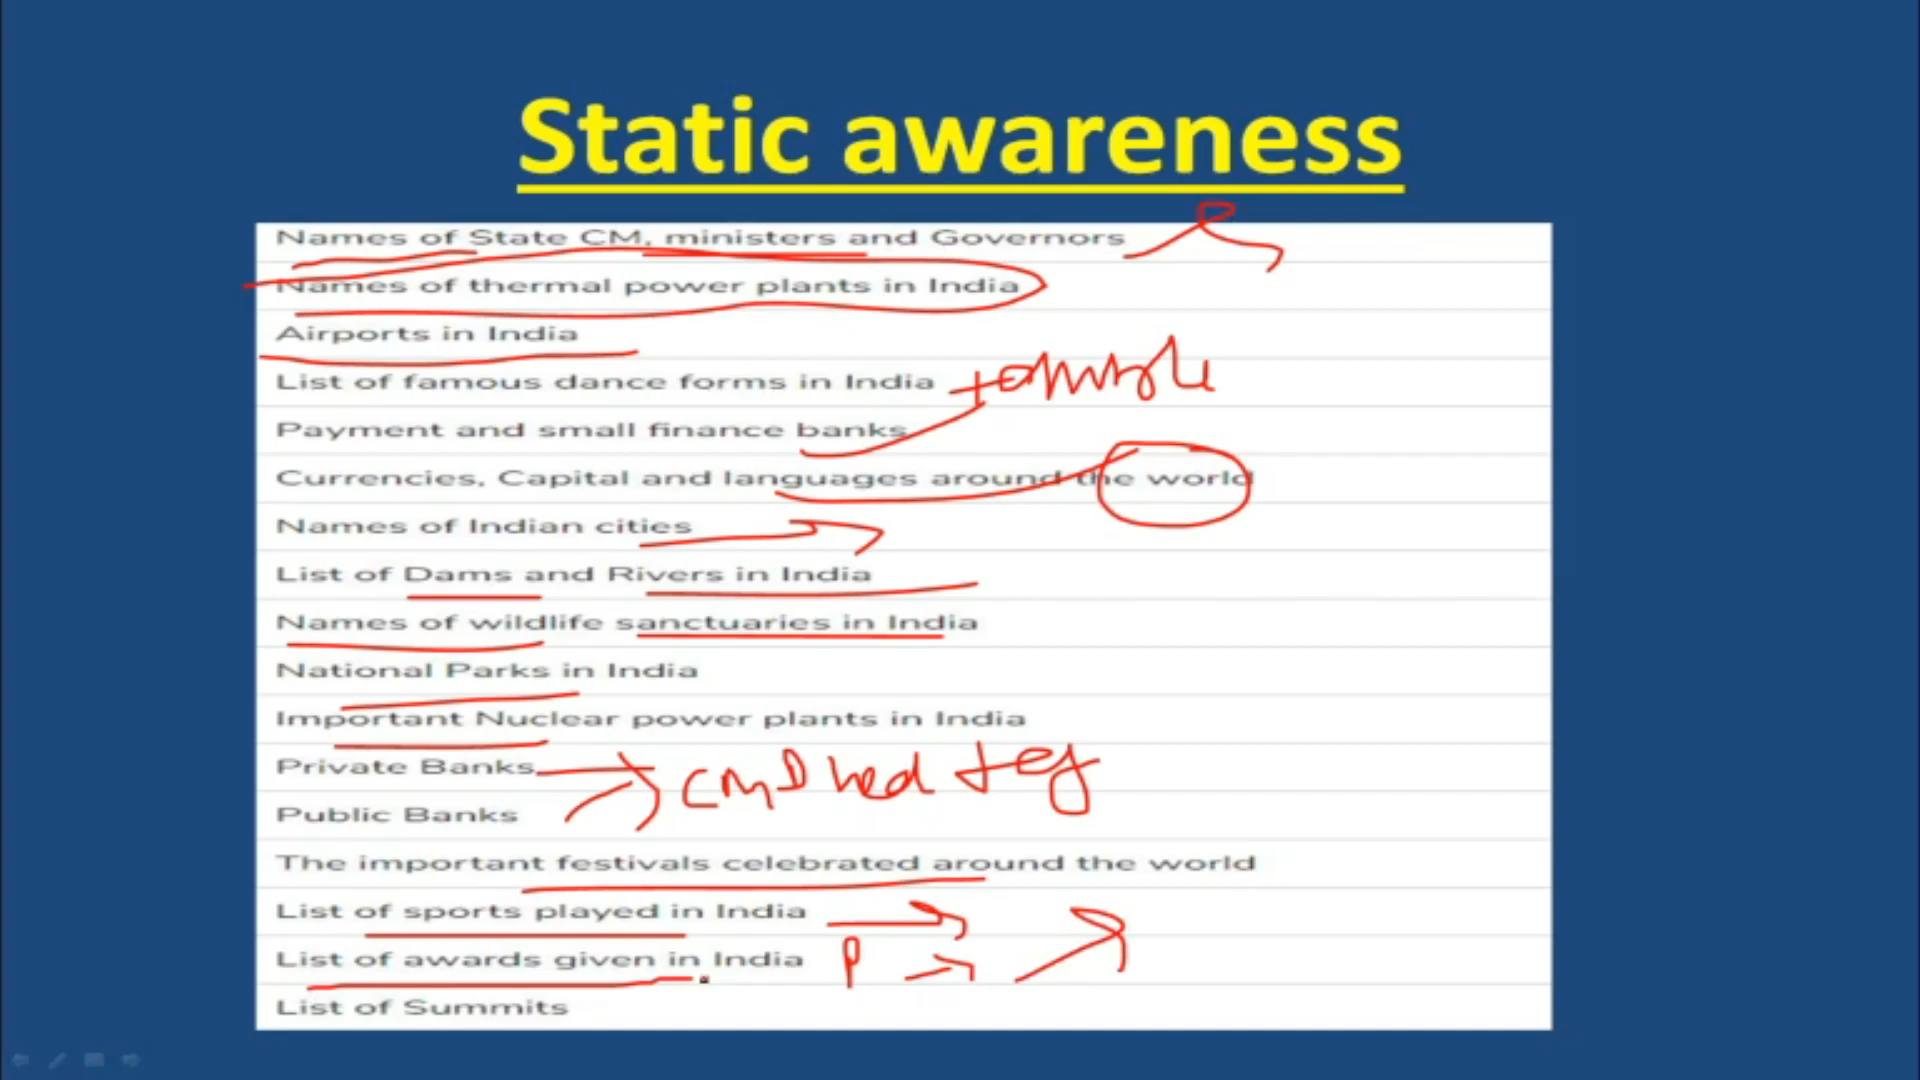 Static awareness
Names of State CM, ministers and Governors
Names of thermal power plants in India
Airports in India
List of famous dance forms in India
Payment and small finance banks
Currencies, Capital and languages around the world
Names of Indian cities
List of Dams and Rivers in India
Names of wildlife sanctuaries in India
National Parks in India
Important Nuclear power plants in India
Private Banks
CMD hed
Public Banks
The important festivals celebrated around the world
List of sports played in India
List of awards given in India P
List of Summits